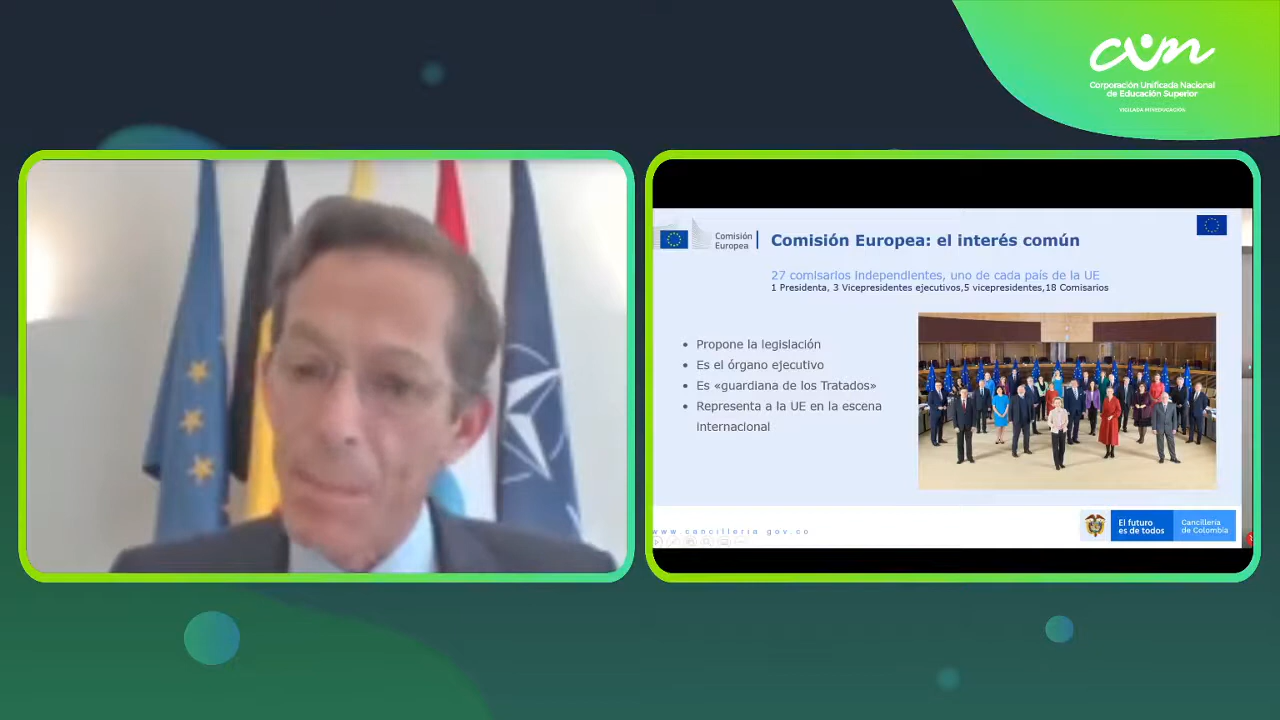 cun
Corporación Unificada Nacional
de Educación Superior
VIGILADA MINEDUCACIÓN
Comisión
Europea
Comisión Europea: el interés común
27 comisarios independientes, uno de cada país de la UE
1 Presidenta, 3 Vicepresidentes ejecutivos,5 vicepresidentes,18 Comisarios
• Propone la legislación
• Es el órgano ejecutivo
• Es «guardiana de los Tratados»
• Representa a la UE en la escena
internacional
www.cancilleria.gov.co
El futuro
es de todos
Cancillería
de Colombia